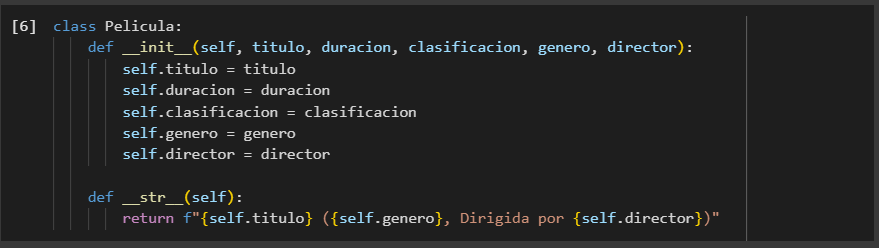 [6] class Pelicula:
    def __init__(self, titulo, duracion, clasificacion, genero, director):
        self.titulo = titulo
        self.duracion = duracion
        self.clasificacion = clasificacion
        self.genero = genero
        self.director = director
    def __str__(self):
        return f"{self.titulo} ({self.genero}, Dirigida por {self.director})"